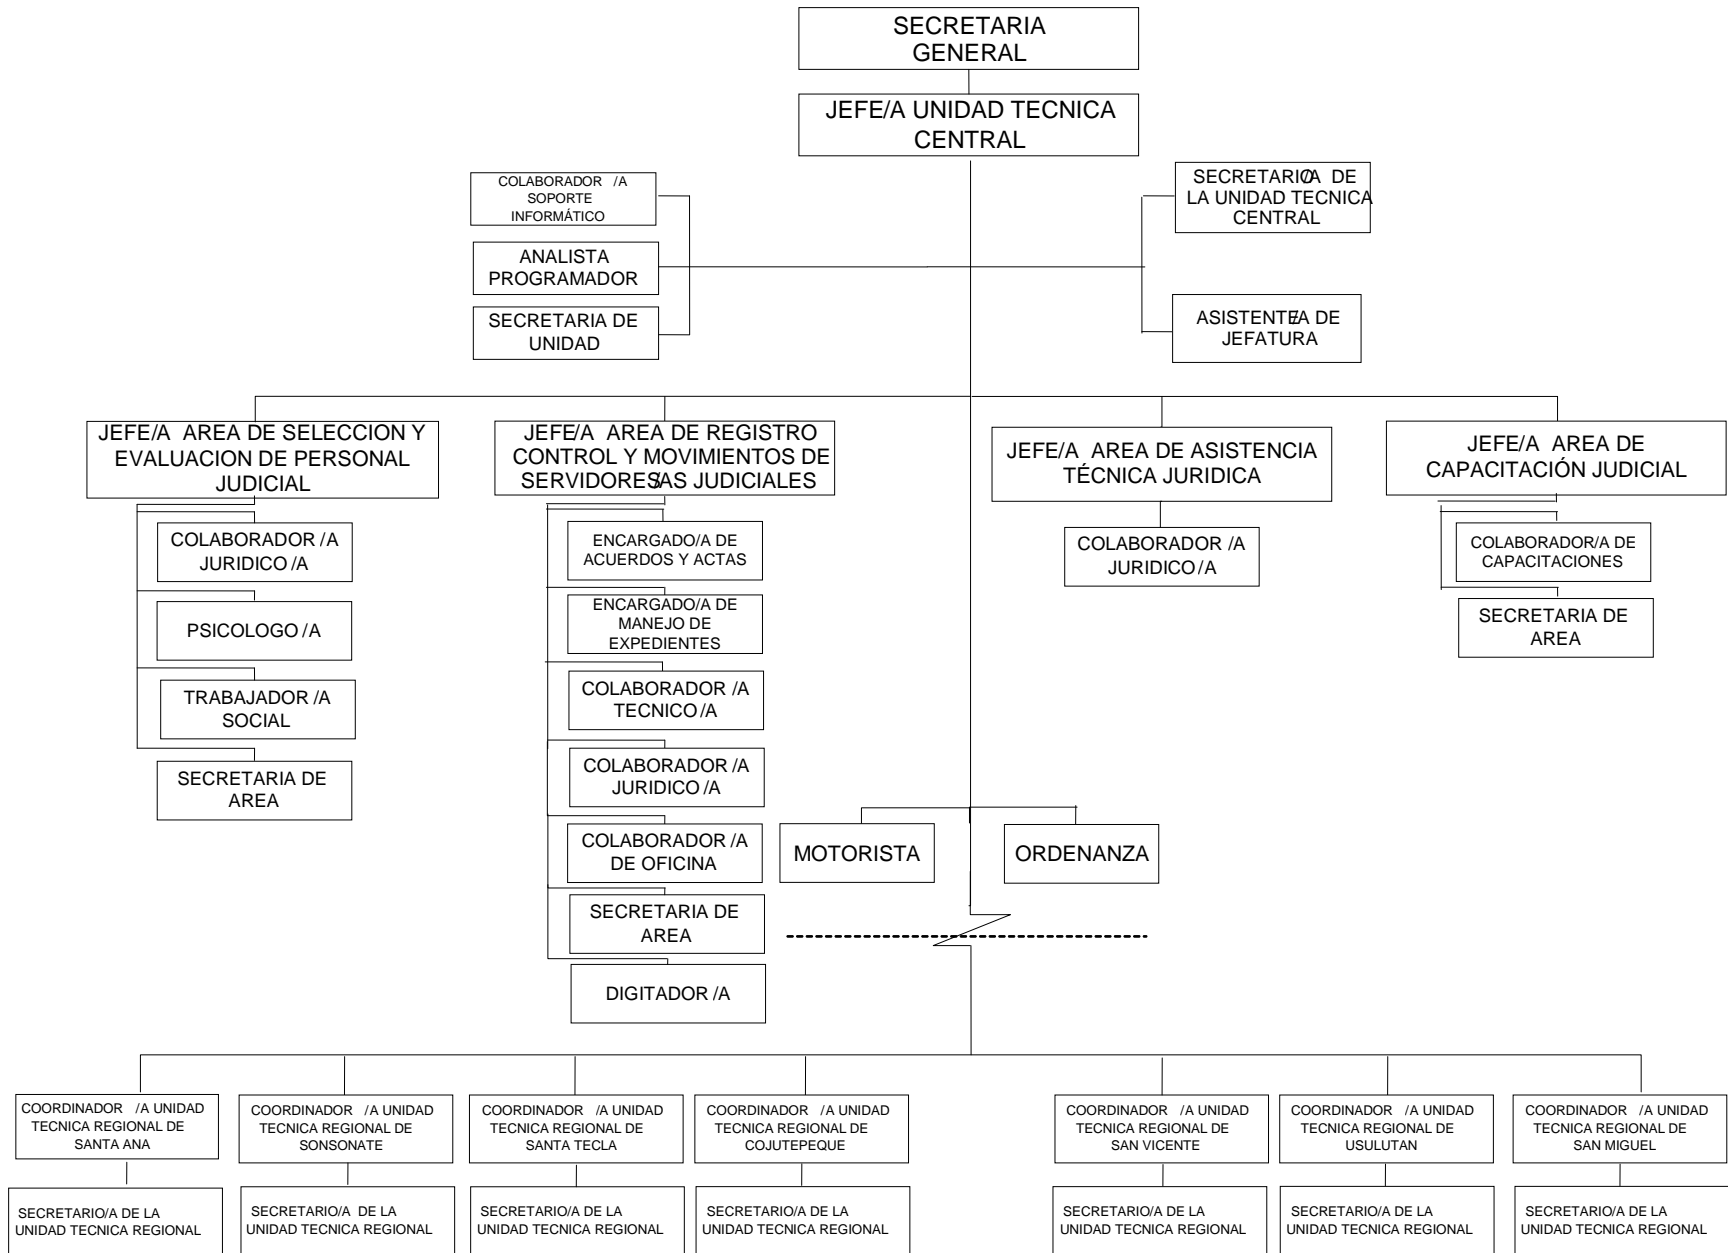 SECRETARIA
GENERAL
JEFE/A UNIDAD TECNICA
CENTRAL
COLABORADOR /A
SOPORTE
INFORMÁTICO
SECRETARIO/A DE
LA UNIDAD TECNICA
CENTRAL
ANALISTA
PROGRAMADOR
SECRETARIA DE
UNIDAD
ASISTENTE/A DE
JEFATURA
JEFE/A AREA DE SELECCION Y
EVALUACION DE PERSONAL
JUDICIAL
JEFE/A AREA DE REGISTRO
CONTROL Y MOVIMIENTOS DE
SERVIDORES/AS JUDICIALES
JEFE/A AREA DE ASISTENCIA
TÉCNICA JURIDICA
JEFE/A AREA DE
CAPACITACIÓN JUDICIAL
COLABORADOR /A
JURIDICO /A
PSICOLOGO /A
TRABAJADOR /A
SOCIAL
SECRETARIA DE
AREA
ENCARGADO/A DE
ACUERDOS Y ACTAS
ENCARGADO/A DE
MANEJO DE
EXPEDIENTES
COLABORADOR /A
TECNICO /A
COLABORADOR /A
JURIDICO /A
COLABORADOR /A
DE OFICINA
SECRETARIA DE
AREA
DIGITADOR /A
COLABORADOR /A
JURIDICO /A
COLABORADOR/A DE
CAPACITACIONES
SECRETARIA DE
AREA
MOTORISTA
ORDENANZA
COORDINADOR /A UNIDAD
TECNICA REGIONAL DE
SANTA ANA
COORDINADOR /A UNIDAD
TECNICA REGIONAL DE
SONSONATE
COORDINADOR /A UNIDAD
TECNICA REGIONAL DE
SANTA TECLA
COORDINADOR /A UNIDAD
TECNICA REGIONAL DE
COJUTEPEQUE
COORDINADOR /A UNIDAD
TECNICA REGIONAL DE
SAN VICENTE
COORDINADOR /A UNIDAD
TECNICA REGIONAL DE
USULUTAN
COORDINADOR /A UNIDAD
TECNICA REGIONAL DE
SAN MIGUEL
SECRETARIO/A DE LA
UNIDAD TECNICA REGIONAL
SECRETARIO/A DE LA
UNIDAD TECNICA REGIONAL
SECRETARIO/A DE LA
UNIDAD TECNICA REGIONAL
SECRETARIO/A DE LA
UNIDAD TECNICA REGIONAL
SECRETARIO/A DE LA
UNIDAD TECNICA REGIONAL
SECRETARIO/A DE LA
UNIDAD TECNICA REGIONAL
SECRETARIO/A DE LA
UNIDAD TECNICA REGIONAL